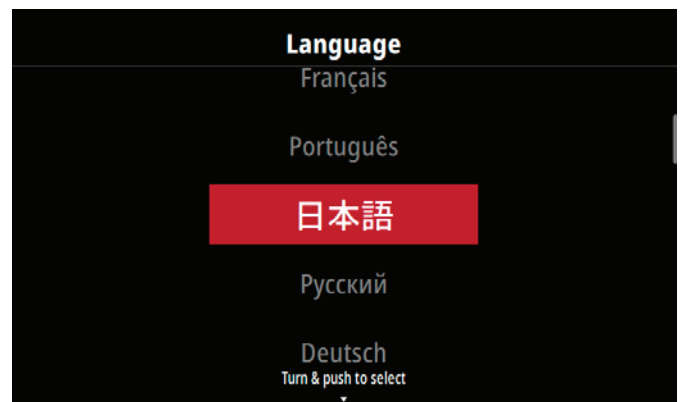 Language
Français
Português
日本語
Русский
Deutsch
Turn & push to select